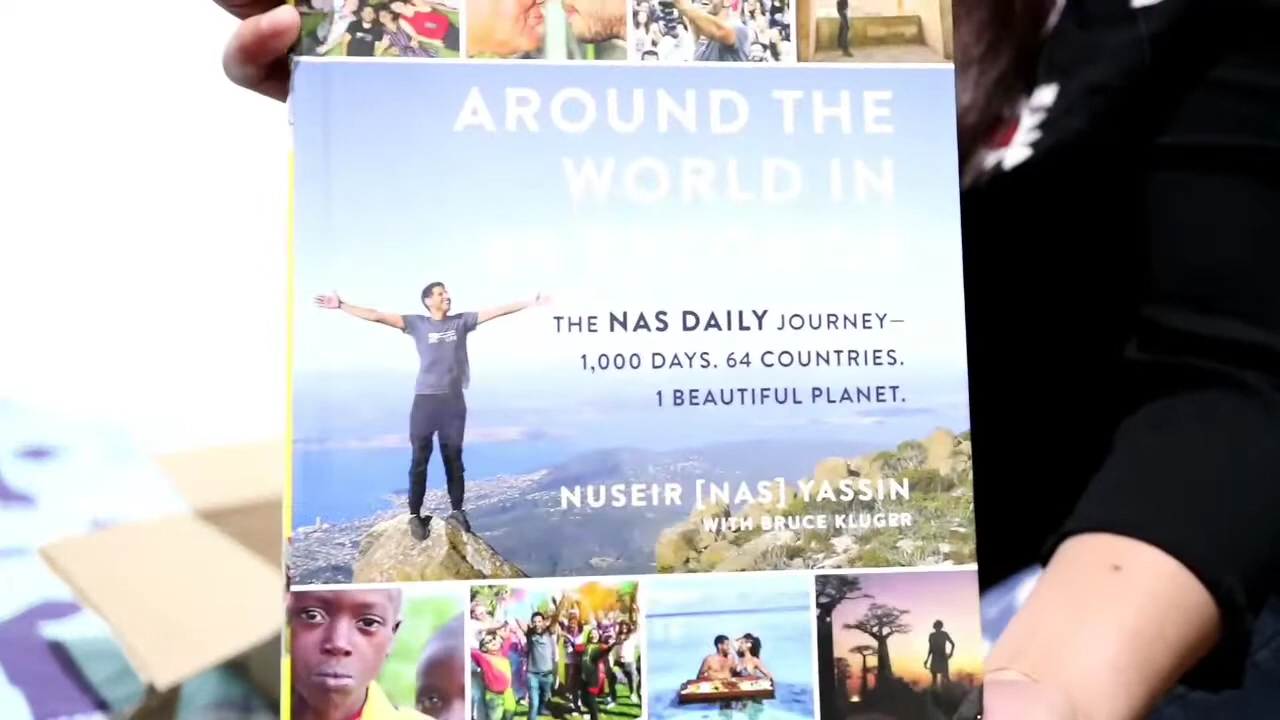 AROUND THE
WORLD IN
THE NAS DAILY JOURNEY—
1,000 DAYS. 64 COUNTRIES.
1 BEAUTIFUL PLANET.
NUSEIR [NAS] YASSIN
WITH BRUCE KLUGER